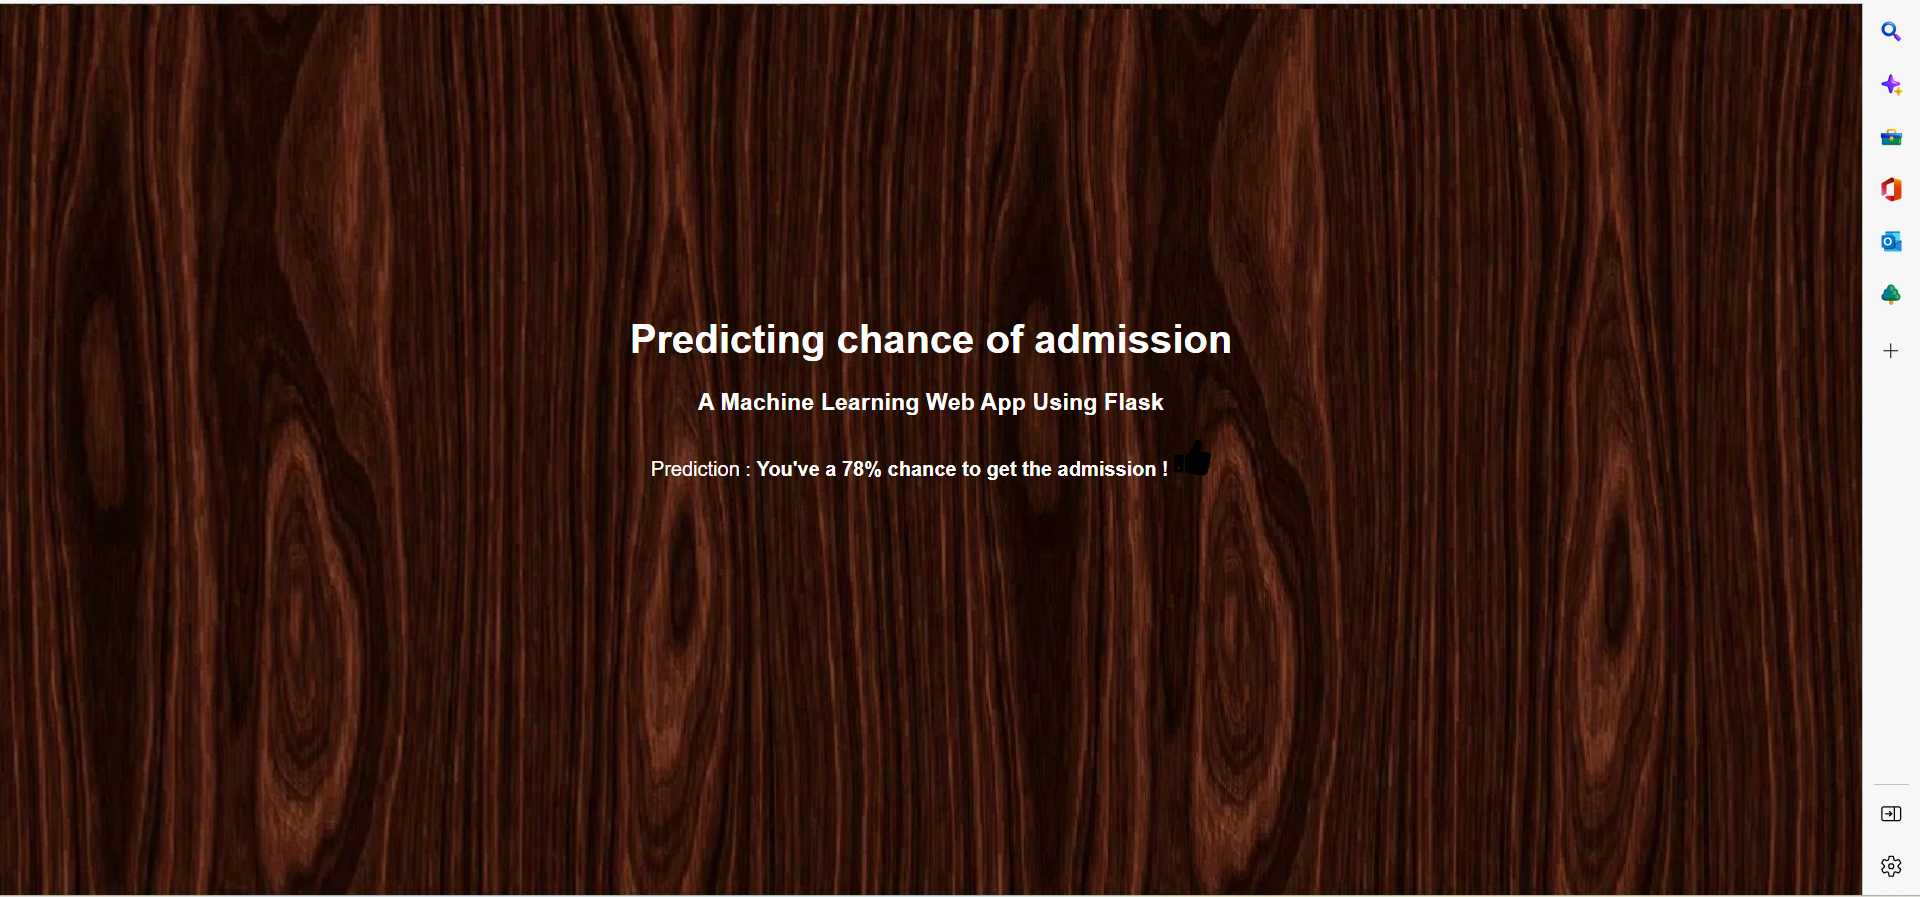 Predicting chance of admission
A Machine Learning Web App Using Flask
Prediction : You've a 78% chance to get the admission !